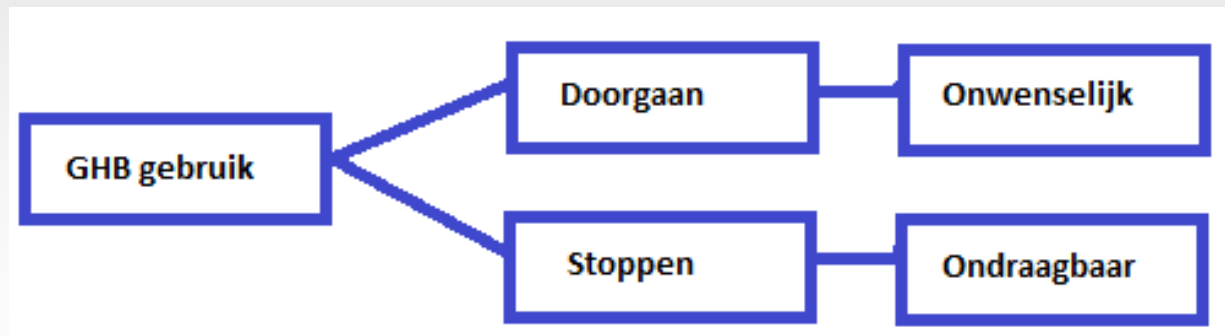 GHB gebruik
Doorgaan
Onwenselijk
Stoppen
Ondraagbaar